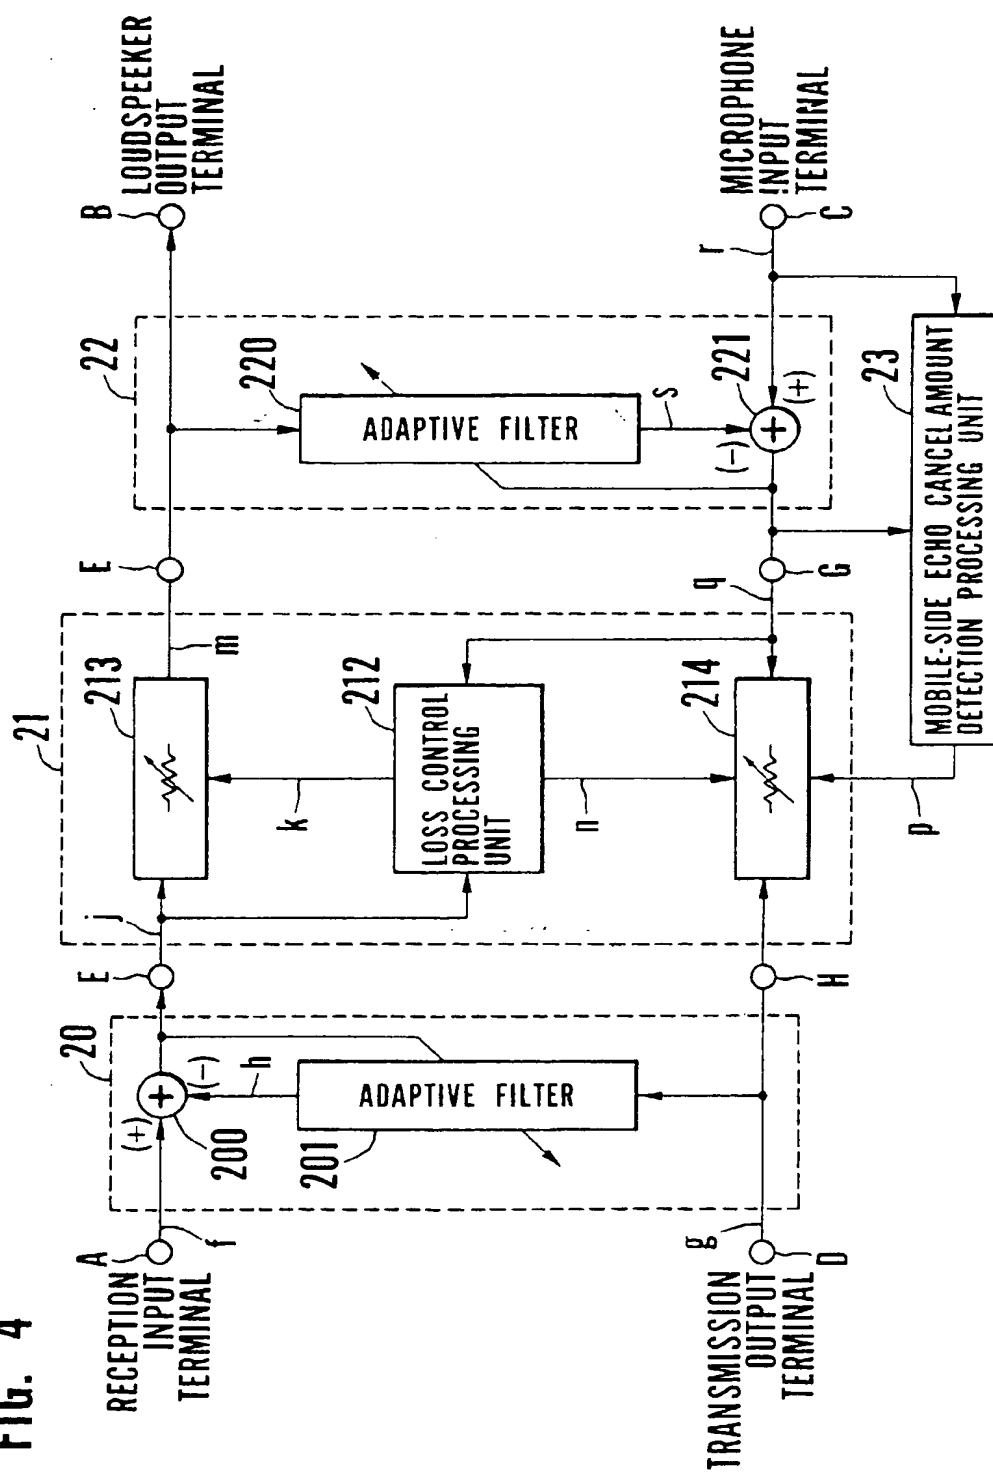 FIG. 4
RECEPTION
INPUT
TERMINAL
A
f
20
(+)
(-)
200
h
201
ADAPTIVE FILTER
E
j
21
213
k
m
212
LOSS CONTROL
PROCESSING
UNIT
n
214
E
22
220
ADAPTIVE FILTER
s
221
(-)
(+)
B
LOUDSPEEKER
OUTPUT
TERMINAL
TRANSMISSION
OUTPUT
TERMINAL
D
g
H
p
q
G
23
MOBILE-SIDE ECHO CANCEL AMOUNT
DETECTION PROCESSING UNIT
r
C
MICROPHONE
INPUT
TERMINAL